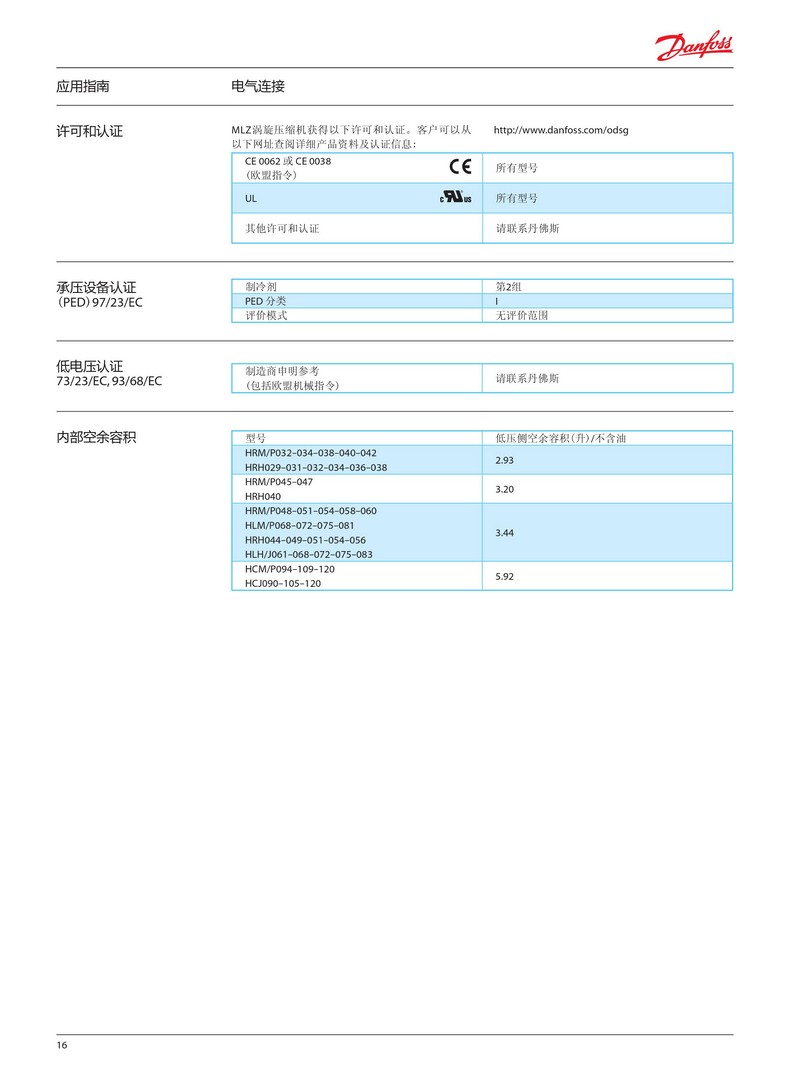 Danfoss
应用指南
电气连接
许可和认证
MLZ涡旋压缩机获得以下许可和认证。客户可以从
以下网址查阅详细产品资料及认证信息：
http://www.danfoss.com/odsg
CE 0062 或 CE 0038
（欧盟指令）
CE
所有型号
UL
c RU US
所有型号
其他许可和认证
请联系丹佛斯
承压设备认证
（PED）97/23/EC
制冷剂
第2组
PED 分类
I
评价模式
无评价范围
低电压认证
73/23/EC, 93/68/EC
制造商申明参考
（包括欧盟机械指令）
请联系丹佛斯
内部空余容积
型号
低压侧空余容积（升）/不含油
HRM/P032-034-038-040-042
HRH029-031-032-034-036-038
2.93
HRM/P045-047
HRH040
3.20
HRM/P048-051-054-058-060
HLM/P068-072-075-081
HRH044-049-051-054-056
HLH/J061-068-072-075-083
3.44
HCM/P094-109-120
HCJ090-105-120
5.92
16